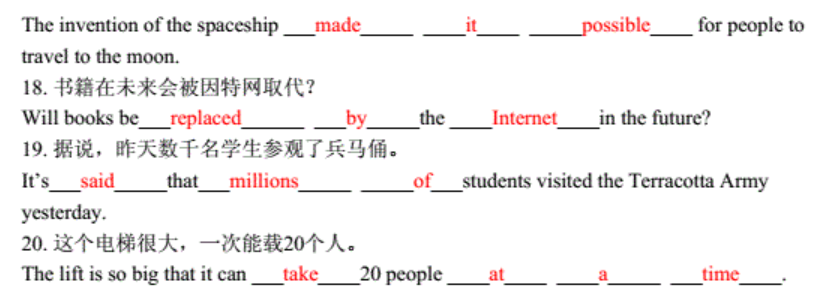 The invention of the spaceship ___made_____ ____it____ _____possible____ for people to
travel to the moon.
18. 书籍在未来会被因特网取代?
Will books be___replaced______ ___by_____the ____Internet____in the future?
19. 据说，昨天数千名学生参观了兵马俑。
It's___said_____that___millions_____ _____of___students visited the Terracotta Army
yesterday.
20. 这个电梯很大，一次能载20个人。
The lift is so big that it can ___take____20 people ____at____ ____a_____ ___time____.